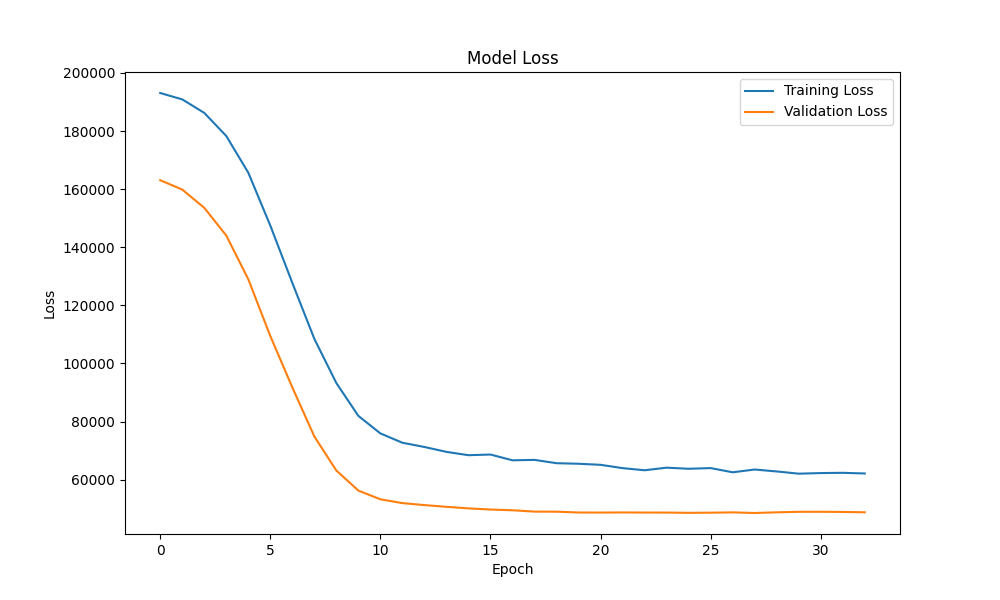 Model Loss
200000
180000
160000
140000
120000
100000
80000
60000
Loss
Training Loss
Validation Loss
0 5 10 15 20 25 30
Epoch